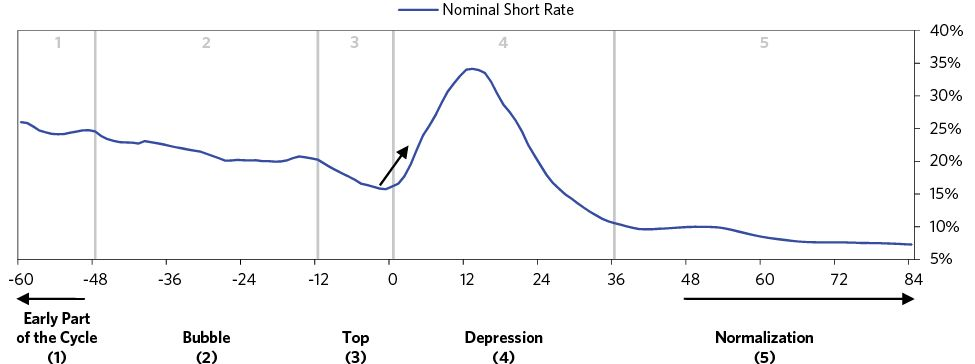 Nominal Short Rate
1 2 3 4 5
40%
35%
30%
25%
20%
15%
10%
5%
-60 -48 -36 -24 -12 0 12 24 36 48 60 72 84
Early Part
of the Cycle
(1)
Bubble
(2)
Top
(3)
Depression
(4)
Normalization
(5)